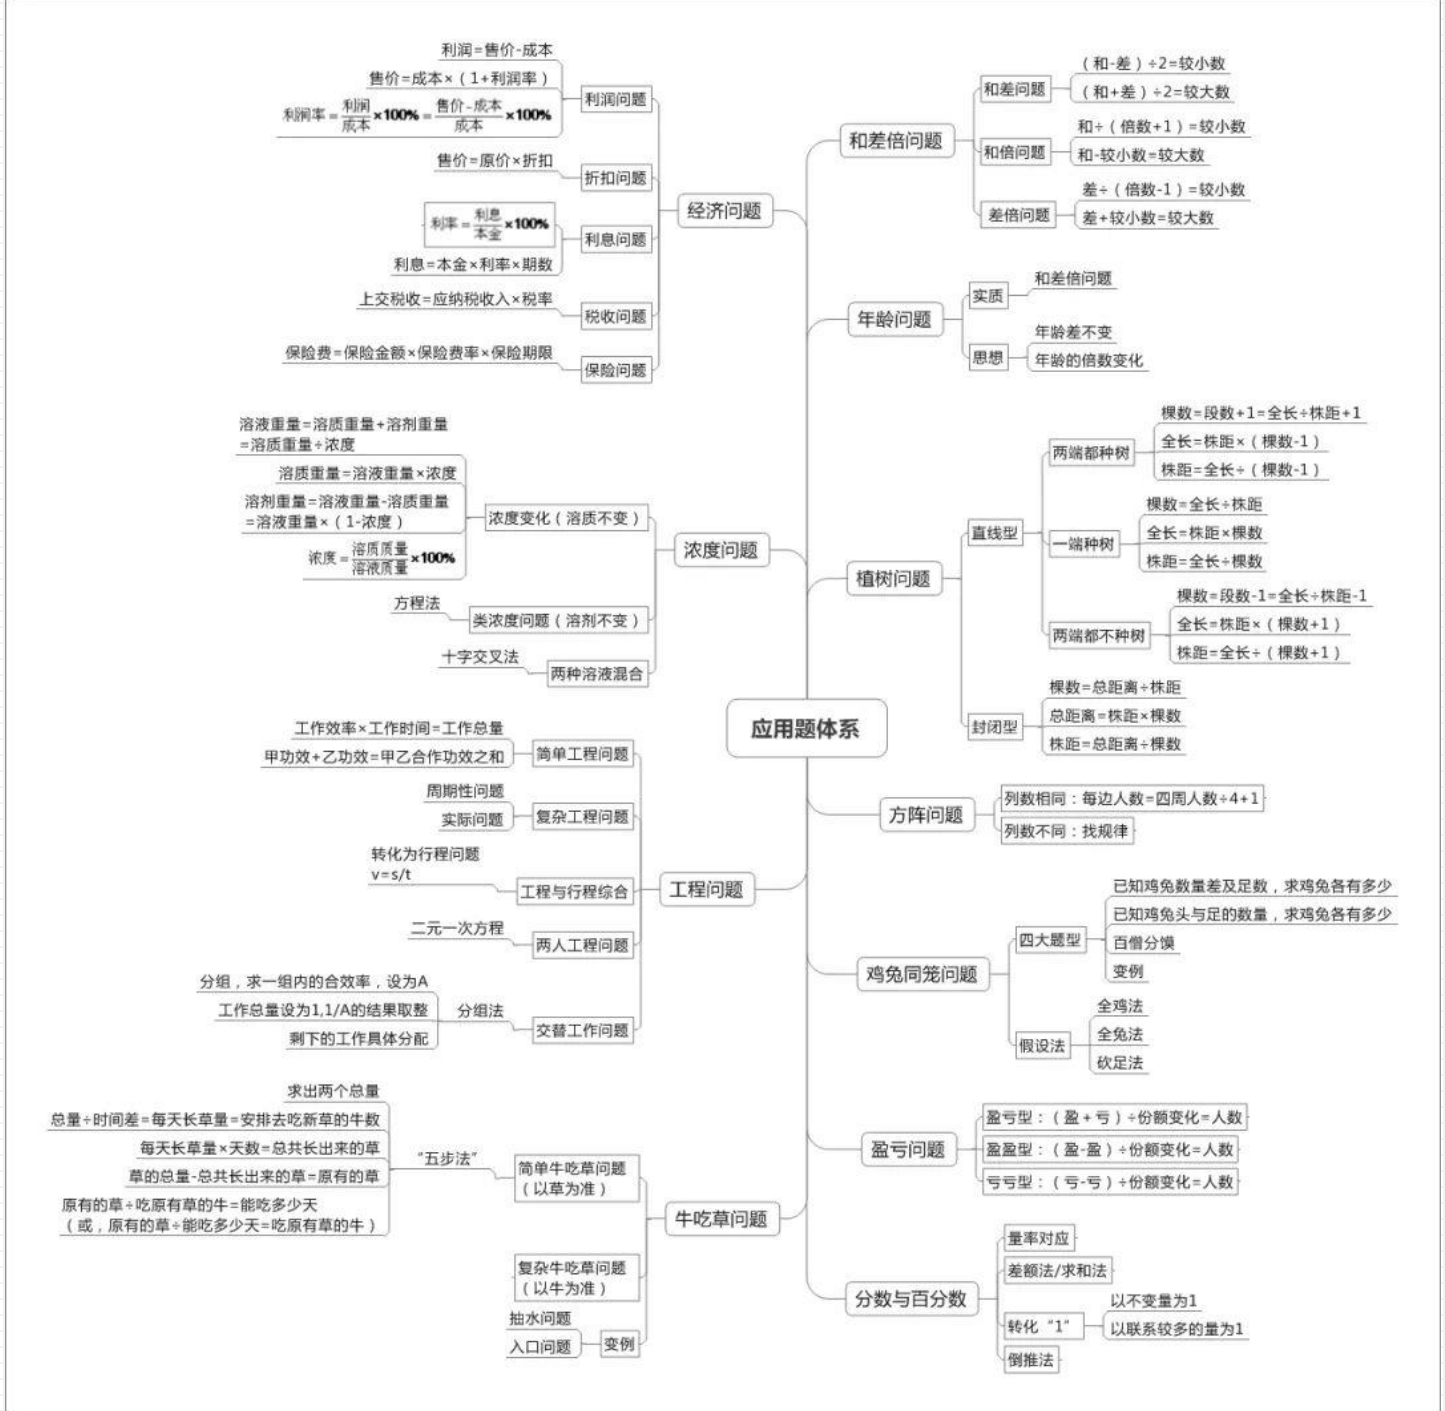 应用题体系
经济问题
利润问题
利润=售价-成本
售价=成本×（1+利润率）
利润率=利润/成本×100%=售价-成本/成本×100%
折扣问题
售价=原价×折扣
利息问题
利率=利息/本金×100%
利息=本金×利率×期数
税收问题
上交税收=应纳税收入×税率
保险问题
保险费=保险金额×保险费率×保险期限
浓度问题
浓度变化（溶质不变）
溶液重量=溶质重量+溶剂重量
=溶质重量÷浓度
溶质重量=溶液重量×浓度
溶剂重量=溶液重量-溶质重量
=溶液重量×（1-浓度）
浓度=溶质质量/溶液质量×100%
类浓度问题（溶剂不变）
方程法
两种溶液混合
十字交叉法
工程问题
简单工程问题
工作效率×工作时间=工作总量
甲功效+乙功效=甲乙合作功效之和
复杂工程问题
周期性问题
实际问题
工程与行程综合
转化为行程问题
v=s/t
两人工程问题
二元一次方程
交替工作问题
分组法
分组，求一组内的合效率，设为A
工作总量设为1,1/A的结果取整
剩下的工作具体分配
牛吃草问题
简单牛吃草问题
（以草为准）
“五步法”
求出两个总量
总量÷时间差=每天长草量=安排去吃新草的牛数
每天长草量×天数=总共长出来的草
草的总量-总共长出来的草=原有的草
原有的草÷吃原有草的牛=能吃多少天
（或，原有的草÷能吃多少天=吃原有草的牛）
复杂牛吃草问题
（以牛为准）
变例
抽水问题
入口问题
和差倍问题
和差问题
（和-差）÷2=较小数
（和+差）÷2=较大数
和倍问题
和÷（倍数+1）=较小数
和-较小数=较大数
差倍问题
差÷（倍数-1）=较小数
差+较小数=较大数
年龄问题
实质
和差倍问题
思想
年龄差不变
年龄的倍数变化
植树问题
直线型
两端都种树
棵数=段数+1=全长÷株距+1
全长=株距×（棵数-1）
株距=全长÷（棵数-1）
一端种树
棵数=全长÷株距
全长=株距×棵数
株距=全长÷棵数
两端都不种树
棵数=段数-1=全长÷株距-1
全长=株距×（棵数+1）
株距=全长÷（棵数+1）
封闭型
棵数=总距离÷株距
总距离=株距×棵数
株距=总距离÷棵数
方阵问题
列数相同：每边人数=四周人数÷4+1
列数不同：找规律
鸡兔同笼问题
四大题型
已知鸡兔数量差及足数，求鸡兔各有多少
已知鸡兔头与足的数量，求鸡兔各有多少
百僧分馍
变例
假设法
全鸡法
全兔法
砍足法
盈亏问题
盈亏型：（盈+亏）÷份额变化=人数
盈盈型：（盈-盈）÷份额变化=人数
亏亏型：（亏-亏）÷份额变化=人数
分数与百分数
量率对应
差额法/求和法
转化“1”
以不变量为1
以联系较多的量为1
倒推法